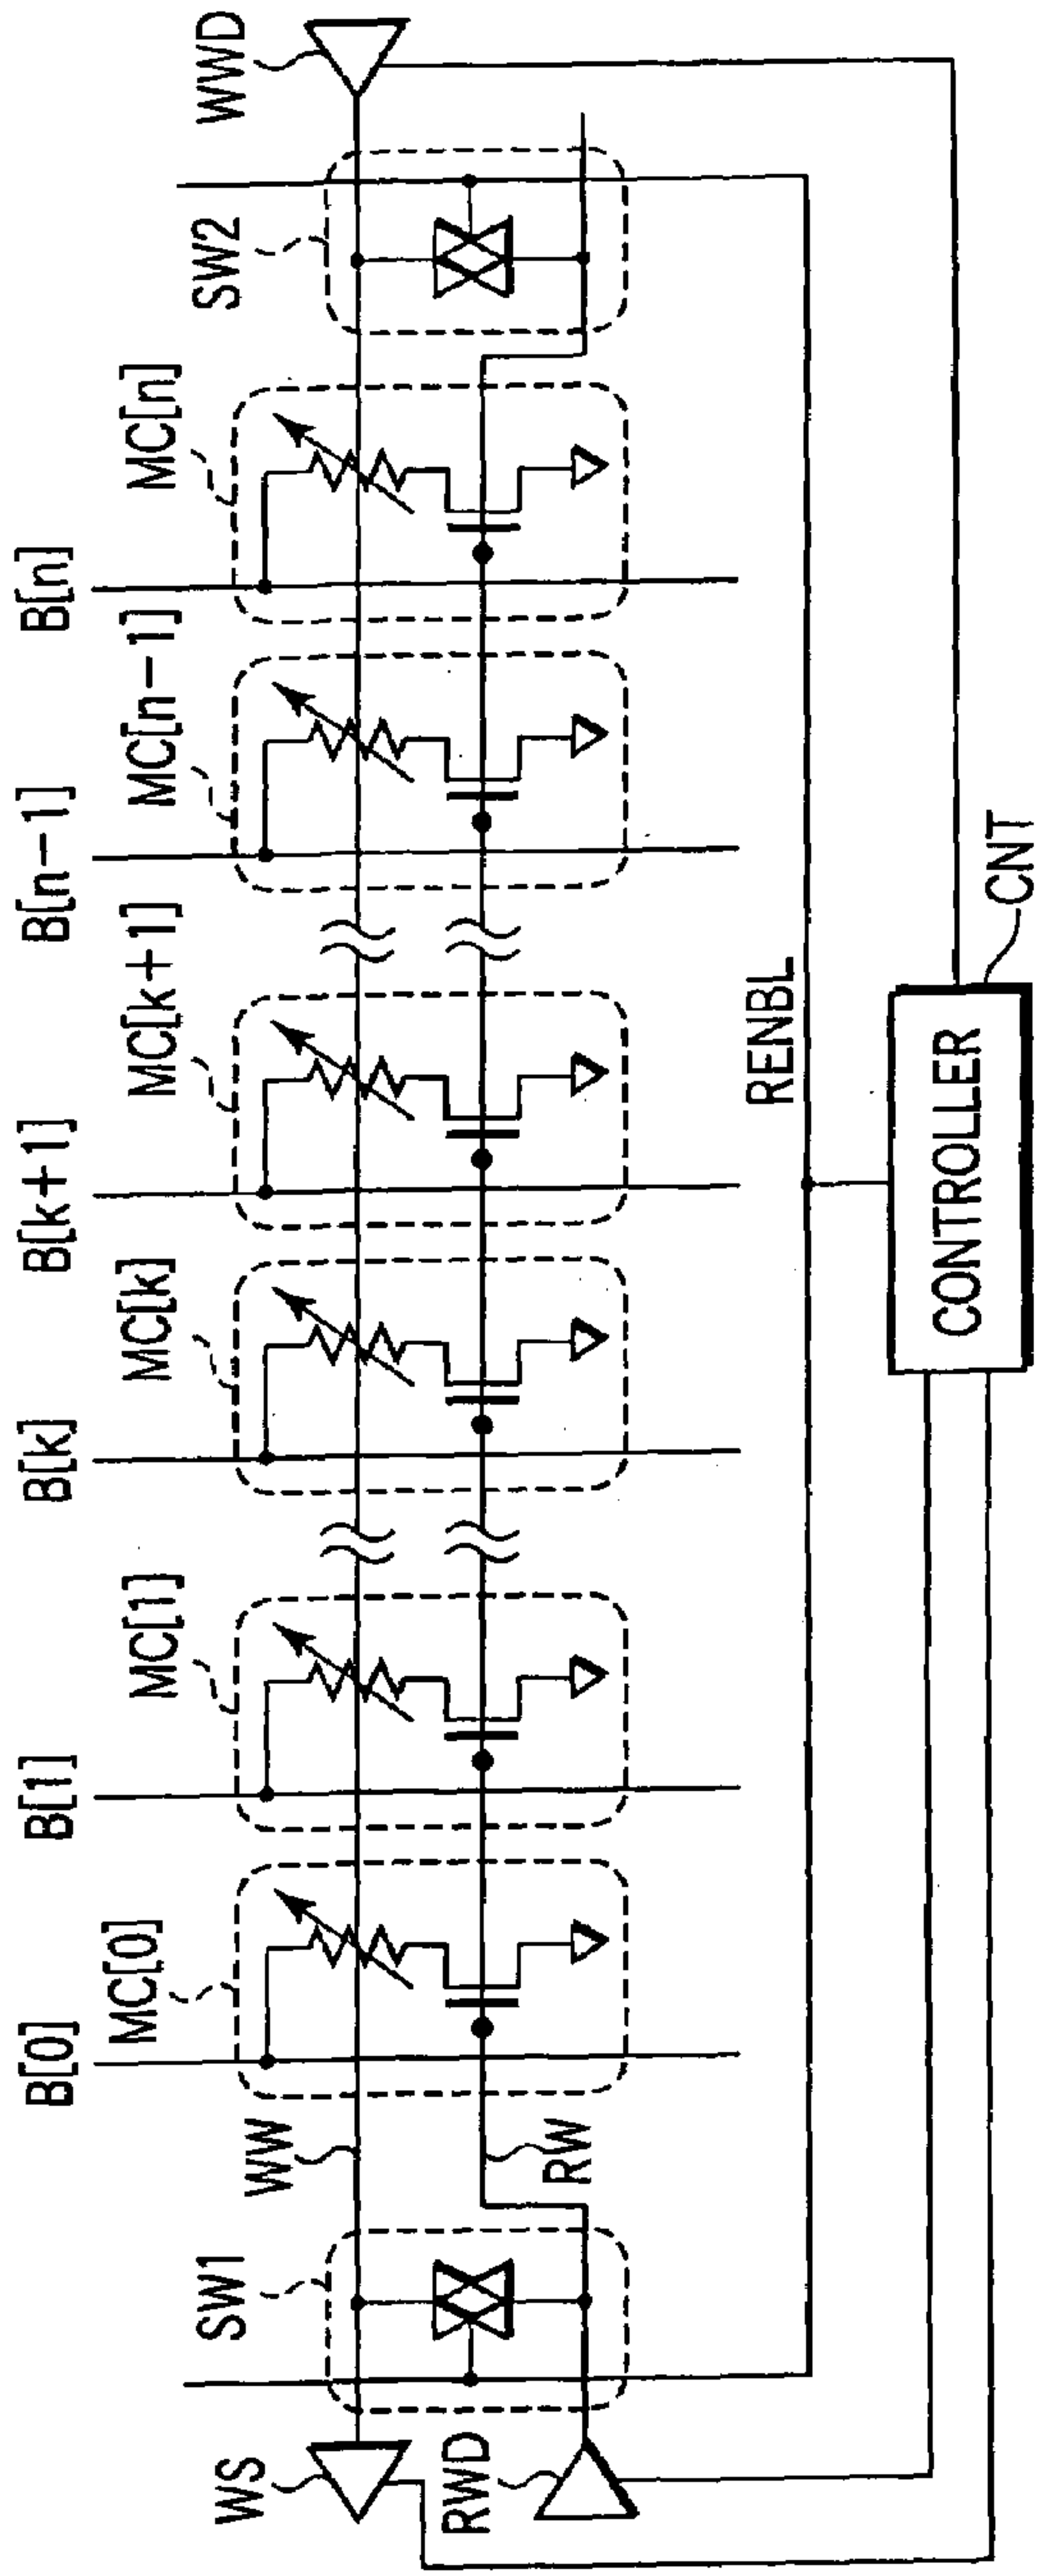 B[0]
B[1]
B[k]
B[k+1]
B[n-1]
B[n]
MC[0]
MC[1]
MC[k]
MC[k+1]
MC[n-1]
MC[n]
SW1
WW
SW2
WWD
WS
RWD
RW
RENBL
CONTROLLER
CNT